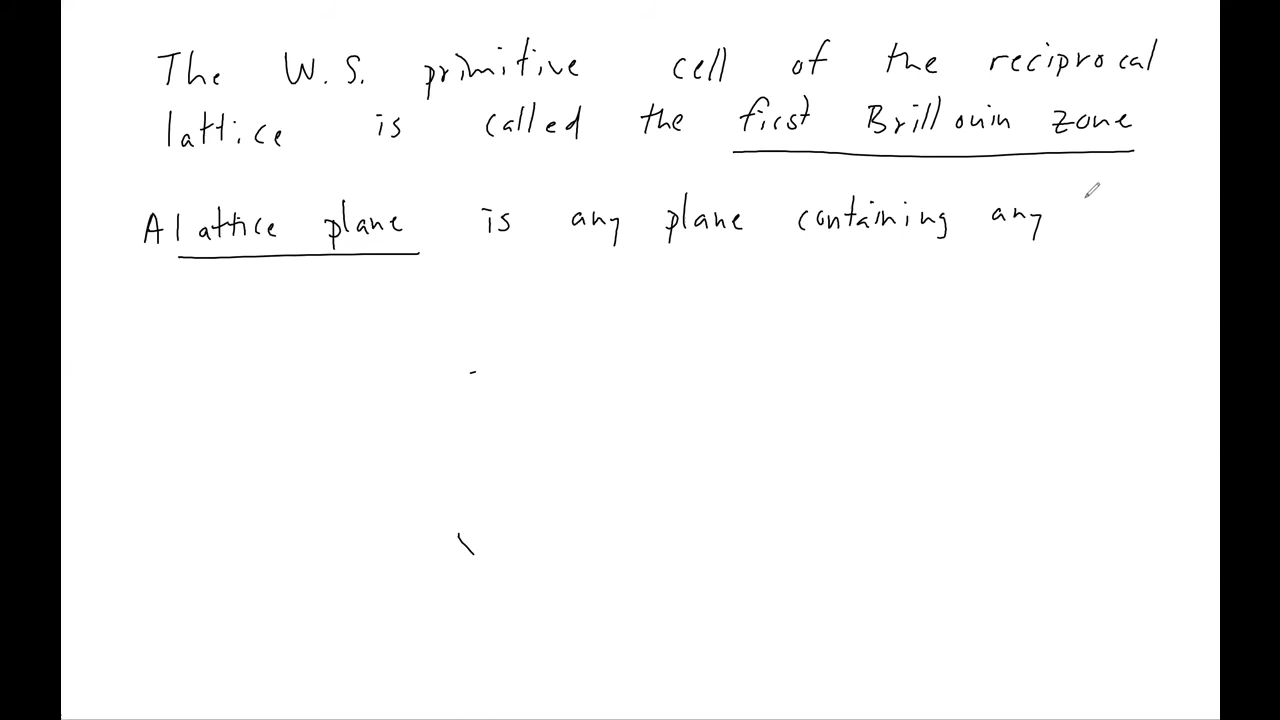 The W.S. primitive cell of the reciprocal
lattice is called the first Brillouin zone
A lattice plane is any plane containing any